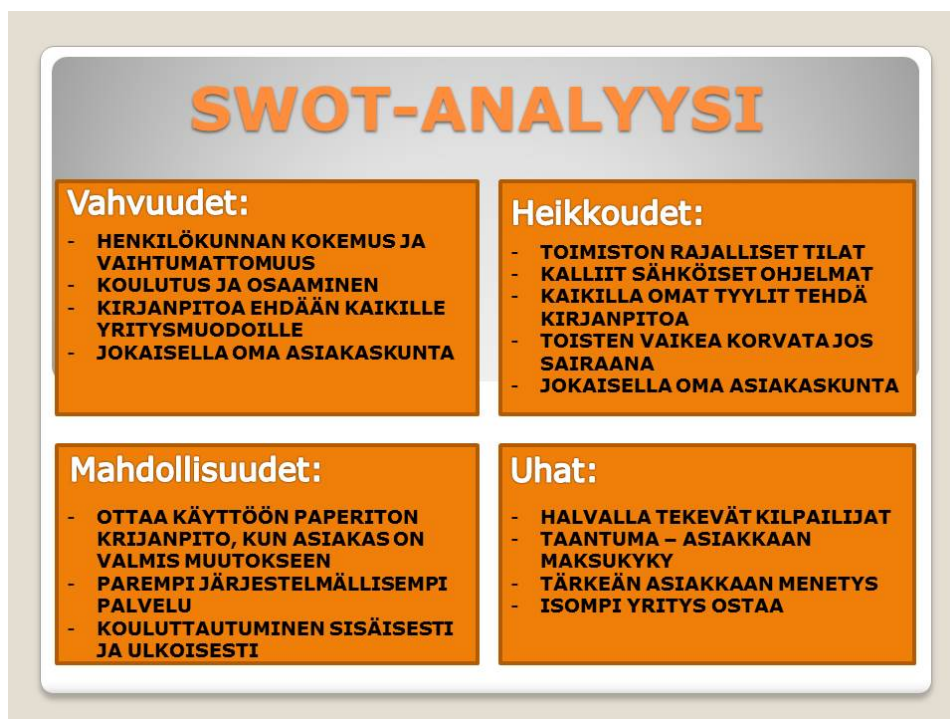 SWOT-ANALYYSI
Vahvuudet:
- HENKILÖKUNNAN KOKEMUS JA
VAIHTUMATTOMUUS
- KOULUTUS JA OSAAMINEN
- KIRJANPITOA EHDÄÄN KAIKILLE
YRITYSMUODOILLE
- JOKAISELLA OMA ASIAKASKUNTA
Heikkoudet:
- TOIMISTON RAJALLISET TILAT
- KALLIIT SÄHKÖISET OHJELMAT
- KAIKILLA OMAT TYYLIT TEHDÄ
KIRJANPITOA
- TOISTEN VAIKEA KORVATA JOS
SAIRAANA
- JOKAISELLA OMA ASIAKASKUNTA
Mahdollisuudet:
- OTTAA KÄYTTÖÖN PAPERITON
KRIJANPITO, KUN ASIAKAS ON
VALMIS MUUTOKSEEN
- PAREMPI JÄRJESTELMÄLLISEMPI
PALVELU
- KOULUTTAUTUMINEN SISÄISESTI
JA ULKOISESTI
Uhat:
- HALVALLA TEKEVÄT KILPAILIJAT
- TAANTUMA – ASIAKKAAN
MAKSUKYKY
- TÄRKEÄN ASIAKKAAN MENETYS
- ISOMPI YRITYS OSTAA